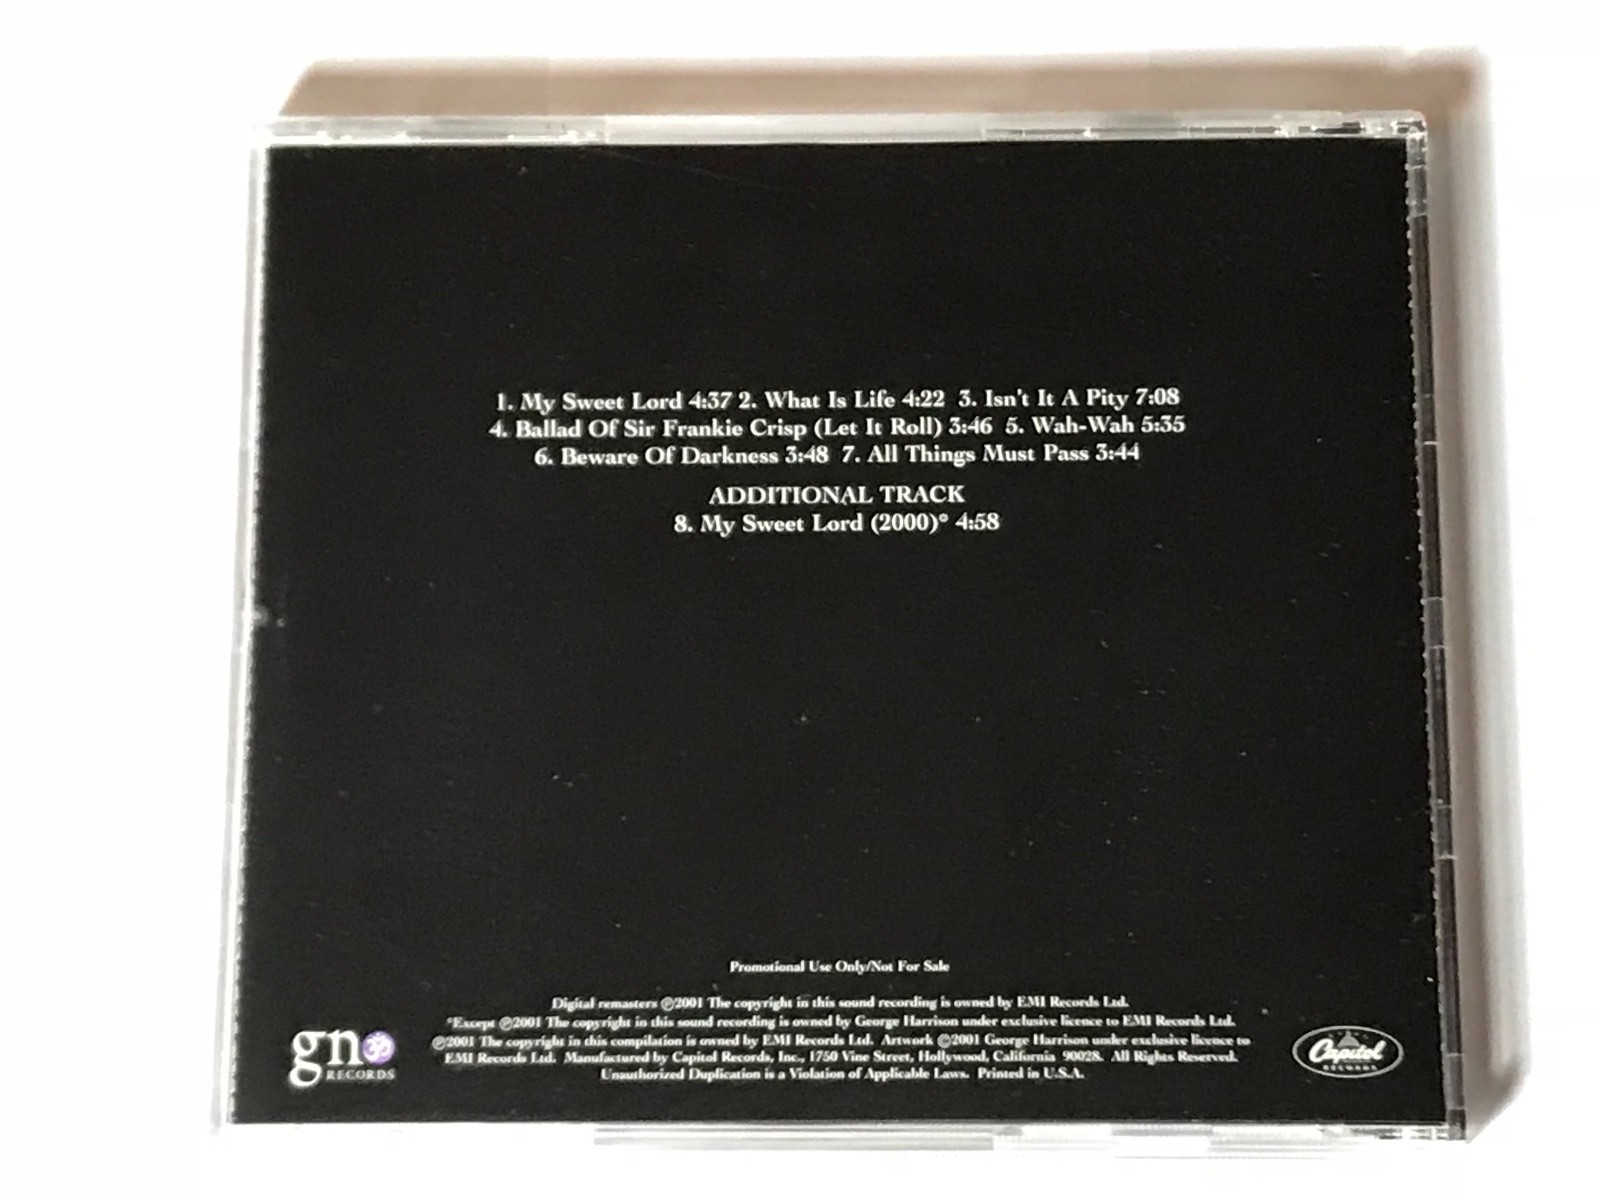 1. My Sweet Lord 4:37 2. What Is Life 4:22 3. Isn't It A Pity 7:08
4. Ballad Of Sir Frankie Crisp (Let It Roll) 3:46 5. Wah-Wah 5:35
6. Beware Of Darkness 3:48 7. All Things Must Pass 3:44
ADDITIONAL TRACK
8. My Sweet Lord (2000)° 4:58
Promotional Use Only/Not For Sale
Digital remasters ℗2001 The copyright in this sound recording is owned by EMI Records Ltd.
°Except ℗2001 The copyright in this sound recording is owned by George Harrison under exclusive licence to EMI Records Ltd.
℗2001 The copyright in this compilation is owned by EMI Records Ltd. Artwork ©2001 George Harrison under exclusive licence to
EMI Records Ltd. Manufactured by Capitol Records, Inc., 1750 Vine Street, Hollywood, California 90028. All Rights Reserved.
Unauthorized Duplication is a Violation of Applicable Laws. Printed in U.S.A.
gn ॐ
RECORDS
Capitol
RECORDS